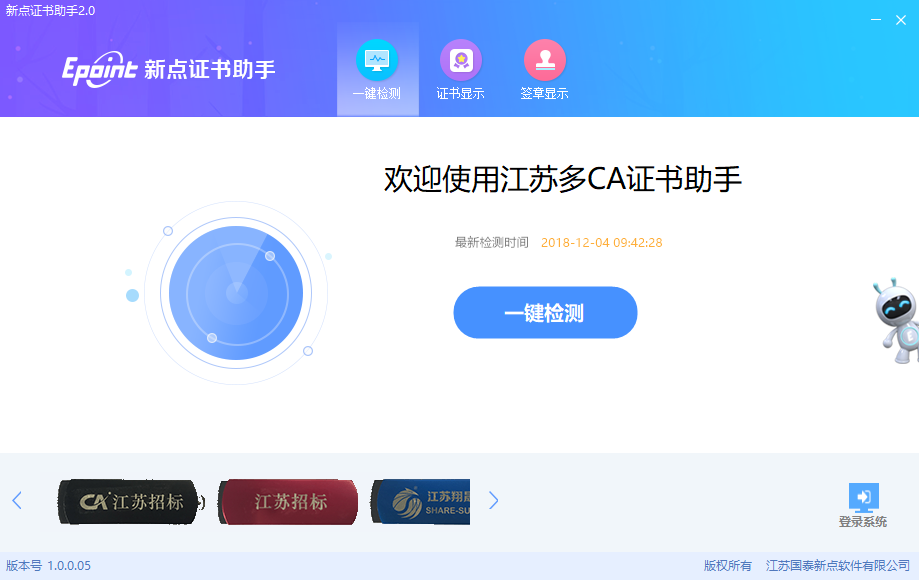 新点证书助手2.0
Epoint 新点证书助手
一键检测
证书显示
签章显示
欢迎使用江苏多CA证书助手
最新检测时间 2018-12-04 09:42:28
一键检测
CA 江苏招标
江苏招标
江苏翔
SHARE-SU
登录系统
版本号 1.0.0.05
版权所有 江苏国泰新点软件有限公司